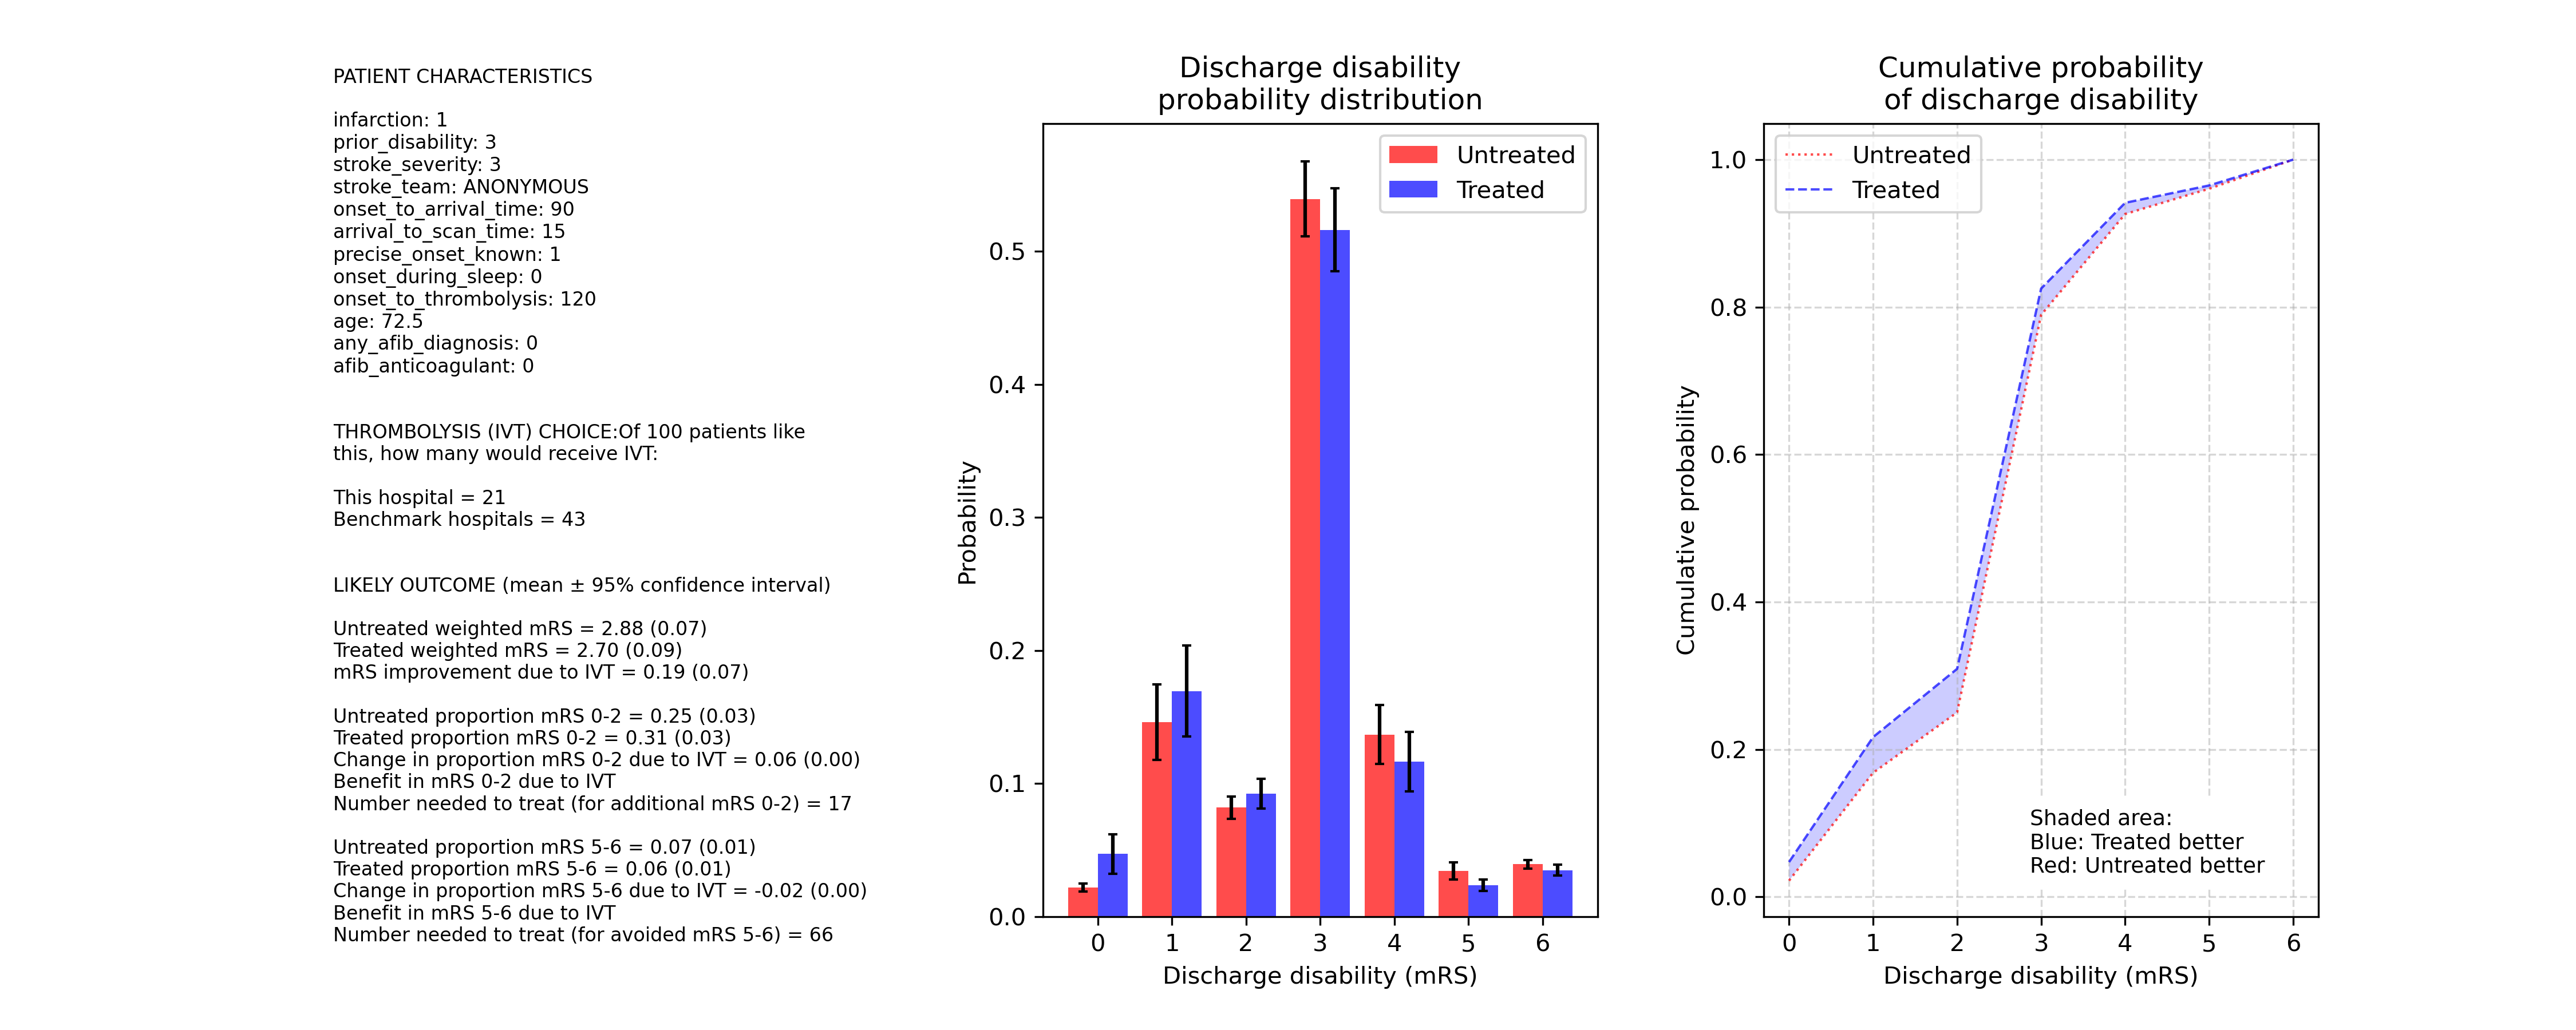 PATIENT CHARACTERISTICS
infarction: 1
prior_disability: 3
stroke_severity: 3
stroke_team: ANONYMOUS
onset_to_arrival_time: 90
arrival_to_scan_time: 15
precise_onset_known: 1
onset_during_sleep: 0
onset_to_thrombolysis: 120
age: 72.5
any_afib_diagnosis: 0
afib_anticoagulant: 0
THROMBOLYSIS (IVT) CHOICE:Of 100 patients like
this, how many would receive IVT:
This hospital = 21
Benchmark hospitals = 43
LIKELY OUTCOME (mean ± 95% confidence interval)
Untreated weighted mRS = 2.88 (0.07)
Treated weighted mRS = 2.70 (0.09)
mRS improvement due to IVT = 0.19 (0.07)
Untreated proportion mRS 0-2 = 0.25 (0.03)
Treated proportion mRS 0-2 = 0.31 (0.03)
Change in proportion mRS 0-2 due to IVT = 0.06 (0.00)
Benefit in mRS 0-2 due to IVT
Number needed to treat (for additional mRS 0-2) = 17
Untreated proportion mRS 5-6 = 0.07 (0.01)
Treated proportion mRS 5-6 = 0.06 (0.01)
Change in proportion mRS 5-6 due to IVT = -0.02 (0.00)
Benefit in mRS 5-6 due to IVT
Number needed to treat (for avoided mRS 5-6) = 66
Discharge disability
probability distribution
Untreated
Treated
Probability
0.5
0.4
0.3
0.2
0.1
0.0
0 1 2 3 4 5 6
Discharge disability (mRS)
Cumulative probability
of discharge disability
Untreated
Treated
Cumulative probability
1.0
0.8
0.6
0.4
0.2
0.0
Shaded area:
Blue: Treated better
Red: Untreated better
0 1 2 3 4 5 6
Discharge disability (mRS)